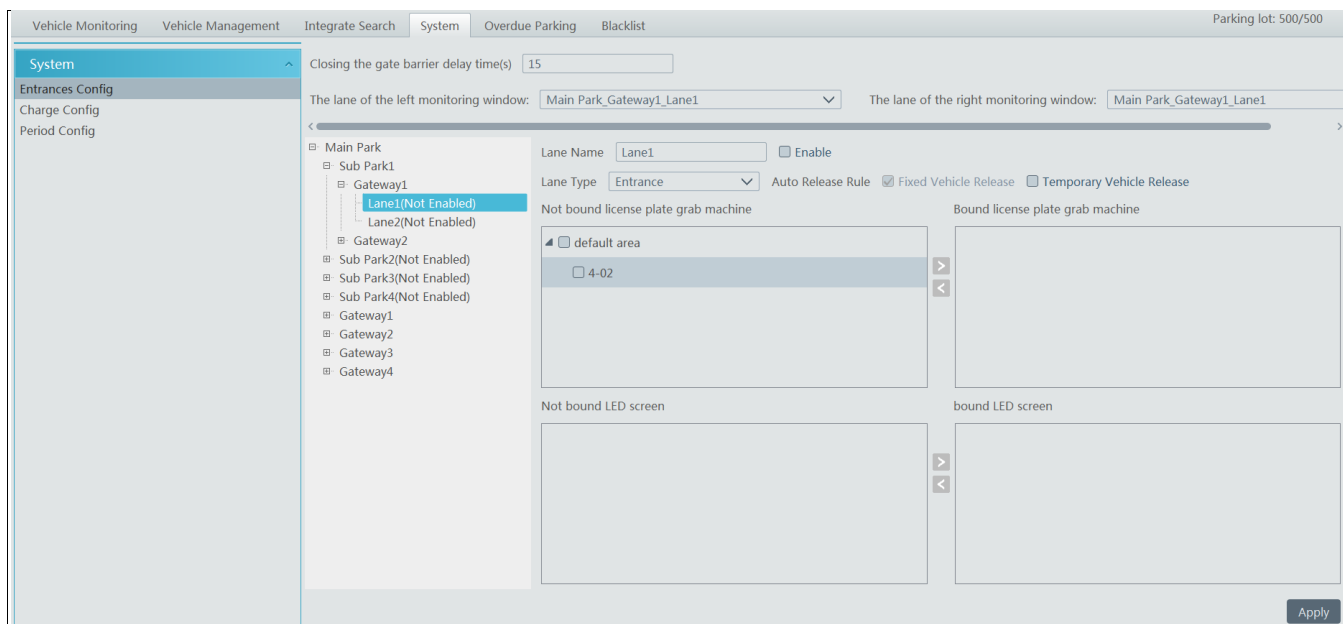 Vehicle Monitoring Vehicle Management Integrate Search System Overdue Parking Blacklist Parking lot: 500/500
System
Entrances Config
Charge Config
Period Config
Closing the gate barrier delay time(s) 15
The lane of the left monitoring window: Main Park_Gateway1_Lane1 The lane of the right monitoring window: Main Park_Gateway1_Lane1
Main Park
Sub Park1
Gateway1
Lane1(Not Enabled)
Lane2(Not Enabled)
Gateway2
Sub Park2(Not Enabled)
Sub Park3(Not Enabled)
Sub Park4(Not Enabled)
Gateway1
Gateway2
Gateway3
Gateway4
Lane Name Lane1 Enable
Lane Type Entrance Auto Release Rule Fixed Vehicle Release Temporary Vehicle Release
Not bound license plate grab machine Bound license plate grab machine
default area
4-02
Not bound LED screen bound LED screen
Apply